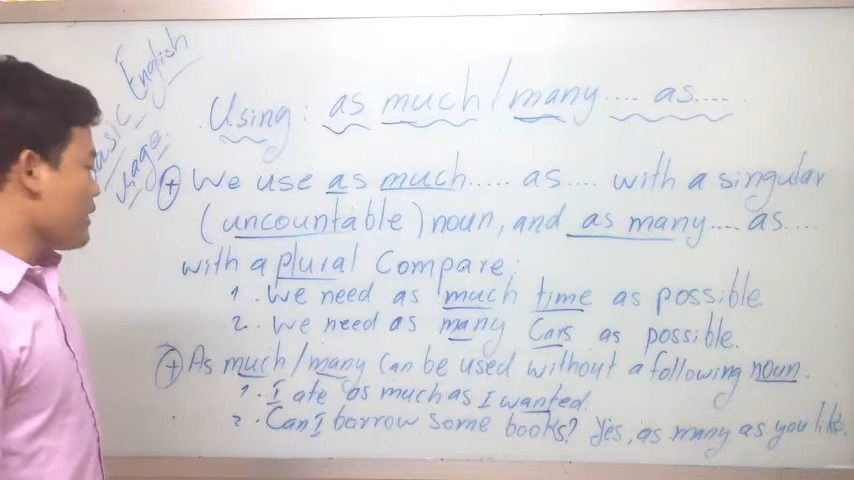 Basic English
Usage.
Using: as much/many.... as....
+ We use as much..... as.... with a singular
(uncountable) noun, and as many.... as....
with a plural Compare:
1. We need as much time as possible.
2.. We need as many Cars as possible.
+ As much/many Can be used without a following noun.
1. I ate as much as I wanted.
2. Can I borrow some books? Yes, as many as you like.